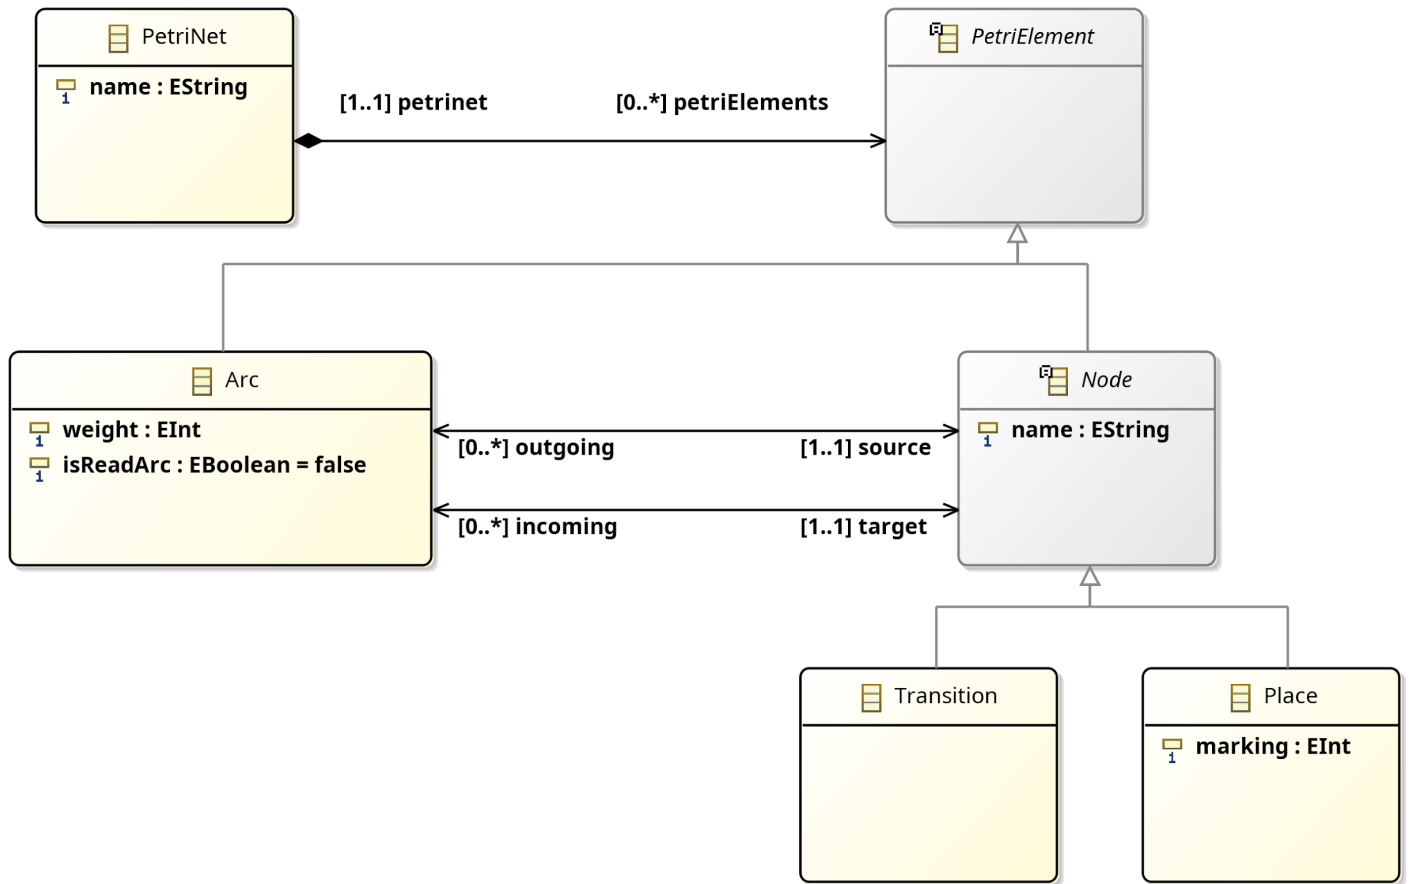 PetriNet
name : EString
[1..1] petrinet
[0..*] petriElements
PetriElement
Arc
weight : EInt
isReadArc : EBoolean = false
[0..*] outgoing
[1..1] source
[0..*] incoming
[1..1] target
Node
name : EString
Transition
Place
marking : EInt